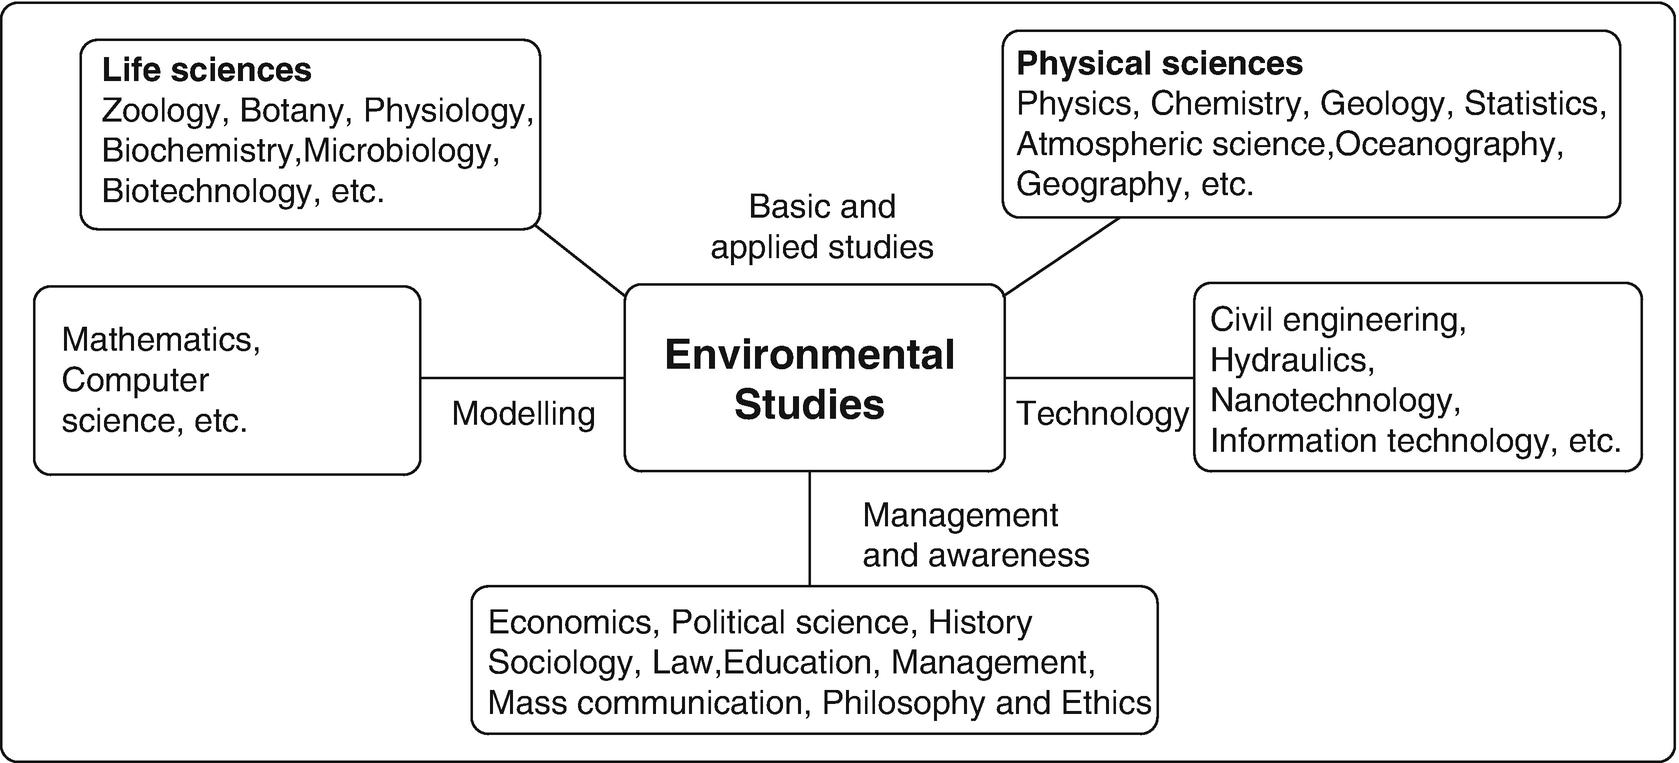 Life sciences
Zoology, Botany, Physiology,
Biochemistry,Microbiology,
Biotechnology, etc.
Physical sciences
Physics, Chemistry, Geology, Statistics,
Atmospheric science,Oceanography,
Geography, etc.
Basic and
applied studies
Mathematics,
Computer
science, etc.
Modelling
Environmental
Studies
Technology
Civil engineering,
Hydraulics,
Nanotechnology,
Information technology, etc.
Management
and awareness
Economics, Political science, History
Sociology, Law,Education, Management,
Mass communication, Philosophy and Ethics